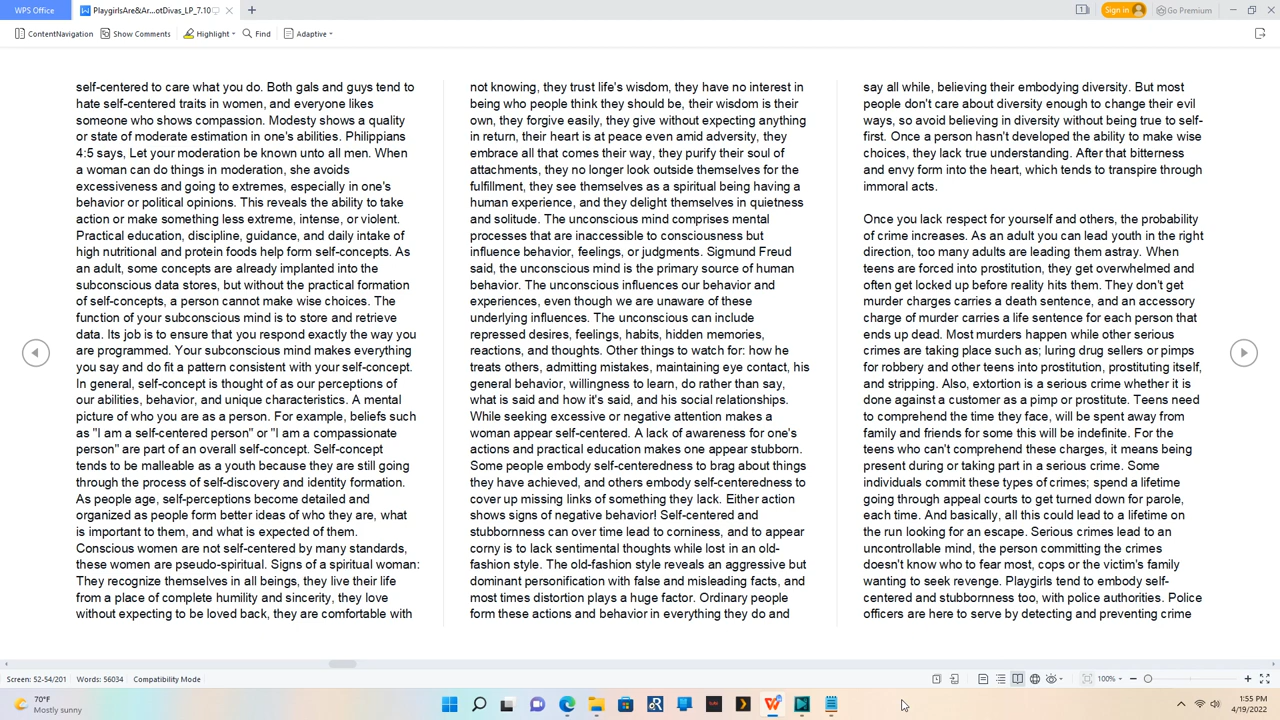 WPS Office
PlaygirlsAre&Ar...otDivas_LP_7.10
Sign in
Go Premium
ContentNavigation
Show Comments
Highlight
Find
Adaptive
self-centered to care what you do. Both gals and guys tend to
hate self-centered traits in women, and everyone likes
someone who shows compassion. Modesty shows a quality
or state of moderate estimation in one's abilities. Philippians
4:5 says, Let your moderation be known unto all men. When
a woman can do things in moderation, she avoids
excessiveness and going to extremes, especially in one's
behavior or political opinions. This reveals the ability to take
action or make something less extreme, intense, or violent.
Practical education, discipline, guidance, and daily intake of
high nutritional and protein foods help form self-concepts. As
an adult, some concepts are already implanted into the
subconscious data stores, but without the practical formation
of self-concepts, a person cannot make wise choices. The
function of your subconscious mind is to store and retrieve
data. Its job is to ensure that you respond exactly the way you
are programmed. Your subconscious mind makes everything
you say and do fit a pattern consistent with your self-concept.
In general, self-concept is thought of as our perceptions of
our abilities, behavior, and unique characteristics. A mental
picture of who you are as a person. For example, beliefs such
as "I am a self-centered person" or "I am a compassionate
person" are part of an overall self-concept. Self-concept
tends to be malleable as a youth because they are still going
through the process of self-discovery and identity formation.
As people age, self-perceptions become detailed and
organized as people form better ideas of who they are, what
is important to them, and what is expected of them.
Conscious women are not self-centered by many standards,
these women are pseudo-spiritual. Signs of a spiritual woman:
They recognize themselves in all beings, they live their life
from a place of complete humility and sincerity, they love
without expecting to be loved back, they are comfortable with
not knowing, they trust life's wisdom, they have no interest in
being who people think they should be, their wisdom is their
own, they forgive easily, they give without expecting anything
in return, their heart is at peace even amid adversity, they
embrace all that comes their way, they purify their soul of
attachments, they no longer look outside themselves for the
fulfillment, they see themselves as a spiritual being having a
human experience, and they delight themselves in quietness
and solitude. The unconscious mind comprises mental
processes that are inaccessible to consciousness but
influence behavior, feelings, or judgments. Sigmund Freud
said, the unconscious mind is the primary source of human
behavior. The unconscious influences our behavior and
experiences, even though we are unaware of these
underlying influences. The unconscious can include
repressed desires, feelings, habits, hidden memories,
reactions, and thoughts. Other things to watch for: how he
treats others, admitting mistakes, maintaining eye contact, his
general behavior, willingness to learn, do rather than say,
what is said and how it's said, and his social relationships.
While seeking excessive or negative attention makes a
woman appear self-centered. A lack of awareness for one's
actions and practical education makes one appear stubborn.
Some people embody self-centeredness to brag about things
they have achieved, and others embody self-centeredness to
cover up missing links of something they lack. Either action
shows signs of negative behavior! Self-centered and
stubbornness can over time lead to corniness, and to appear
corny is to lack sentimental thoughts while lost in an old-
fashion style. The old-fashion style reveals an aggressive but
dominant personification with false and misleading facts, and
most times distortion plays a huge factor. Ordinary people
form these actions and behavior in everything they do and
say all while, believing their embodying diversity. But most
people don't care about diversity enough to change their evil
ways, so avoid believing in diversity without being true to self-
first. Once a person hasn't developed the ability to make wise
choices, they lack true understanding. After that bitterness
and envy form into the heart, which tends to transpire through
immoral acts.
Once you lack respect for yourself and others, the probability
of crime increases. As an adult you can lead youth in the right
direction, too many adults are leading them astray. When
teens are forced into prostitution, they get overwhelmed and
often get locked up before reality hits them. They don't get
murder charges carries a death sentence, and an accessory
charge of murder carries a life sentence for each person that
ends up dead. Most murders happen while other serious
crimes are taking place such as; luring drug sellers or pimps
for robbery and other teens into prostitution, prostituting itself,
and stripping. Also, extortion is a serious crime whether it is
done against a customer as a pimp or prostitute. Teens need
to comprehend the time they face, will be spent away from
family and friends for some this will be indefinite. For the
teens who can't comprehend these charges, it means being
present during or taking part in a serious crime. Some
individuals commit these types of crimes; spend a lifetime
going through appeal courts to get turned down for parole,
each time. And basically, all this could lead to a lifetime on
the run looking for an escape. Serious crimes lead to an
uncontrollable mind, the person committing the crimes
doesn't know who to fear most, cops or the victim's family
wanting to seek revenge. Playgirls tend to embody self-
centered and stubbornness too, with police authorities. Police
officers are here to serve by detecting and preventing crime
Screen: 52-54/201
Words: 56034
Compatibility Mode
100%
70°F
Mostly sunny
1:55 PM
4/19/2022